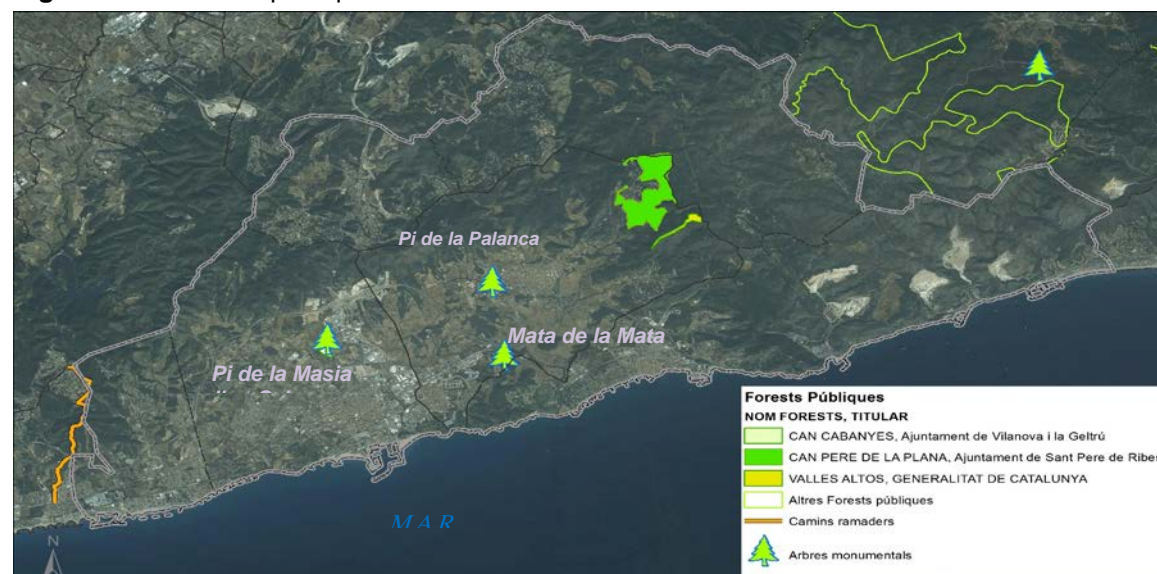 Pi de la Palanca
Mata de la Mata
Pi de la Masia
MAR
N
Forests Públiques
NOM FORESTS, TITULAR
CAN CABANYES, Ajuntament de Vilanova i la Geltrú
CAN PERE DE LA PLANA, Ajuntament de Sant Pere de Ribes
VALLES ALTOS, GENERALITAT DE CATALUNYA
Altres Forests públiques
Camins ramaders
Arbres monumentals